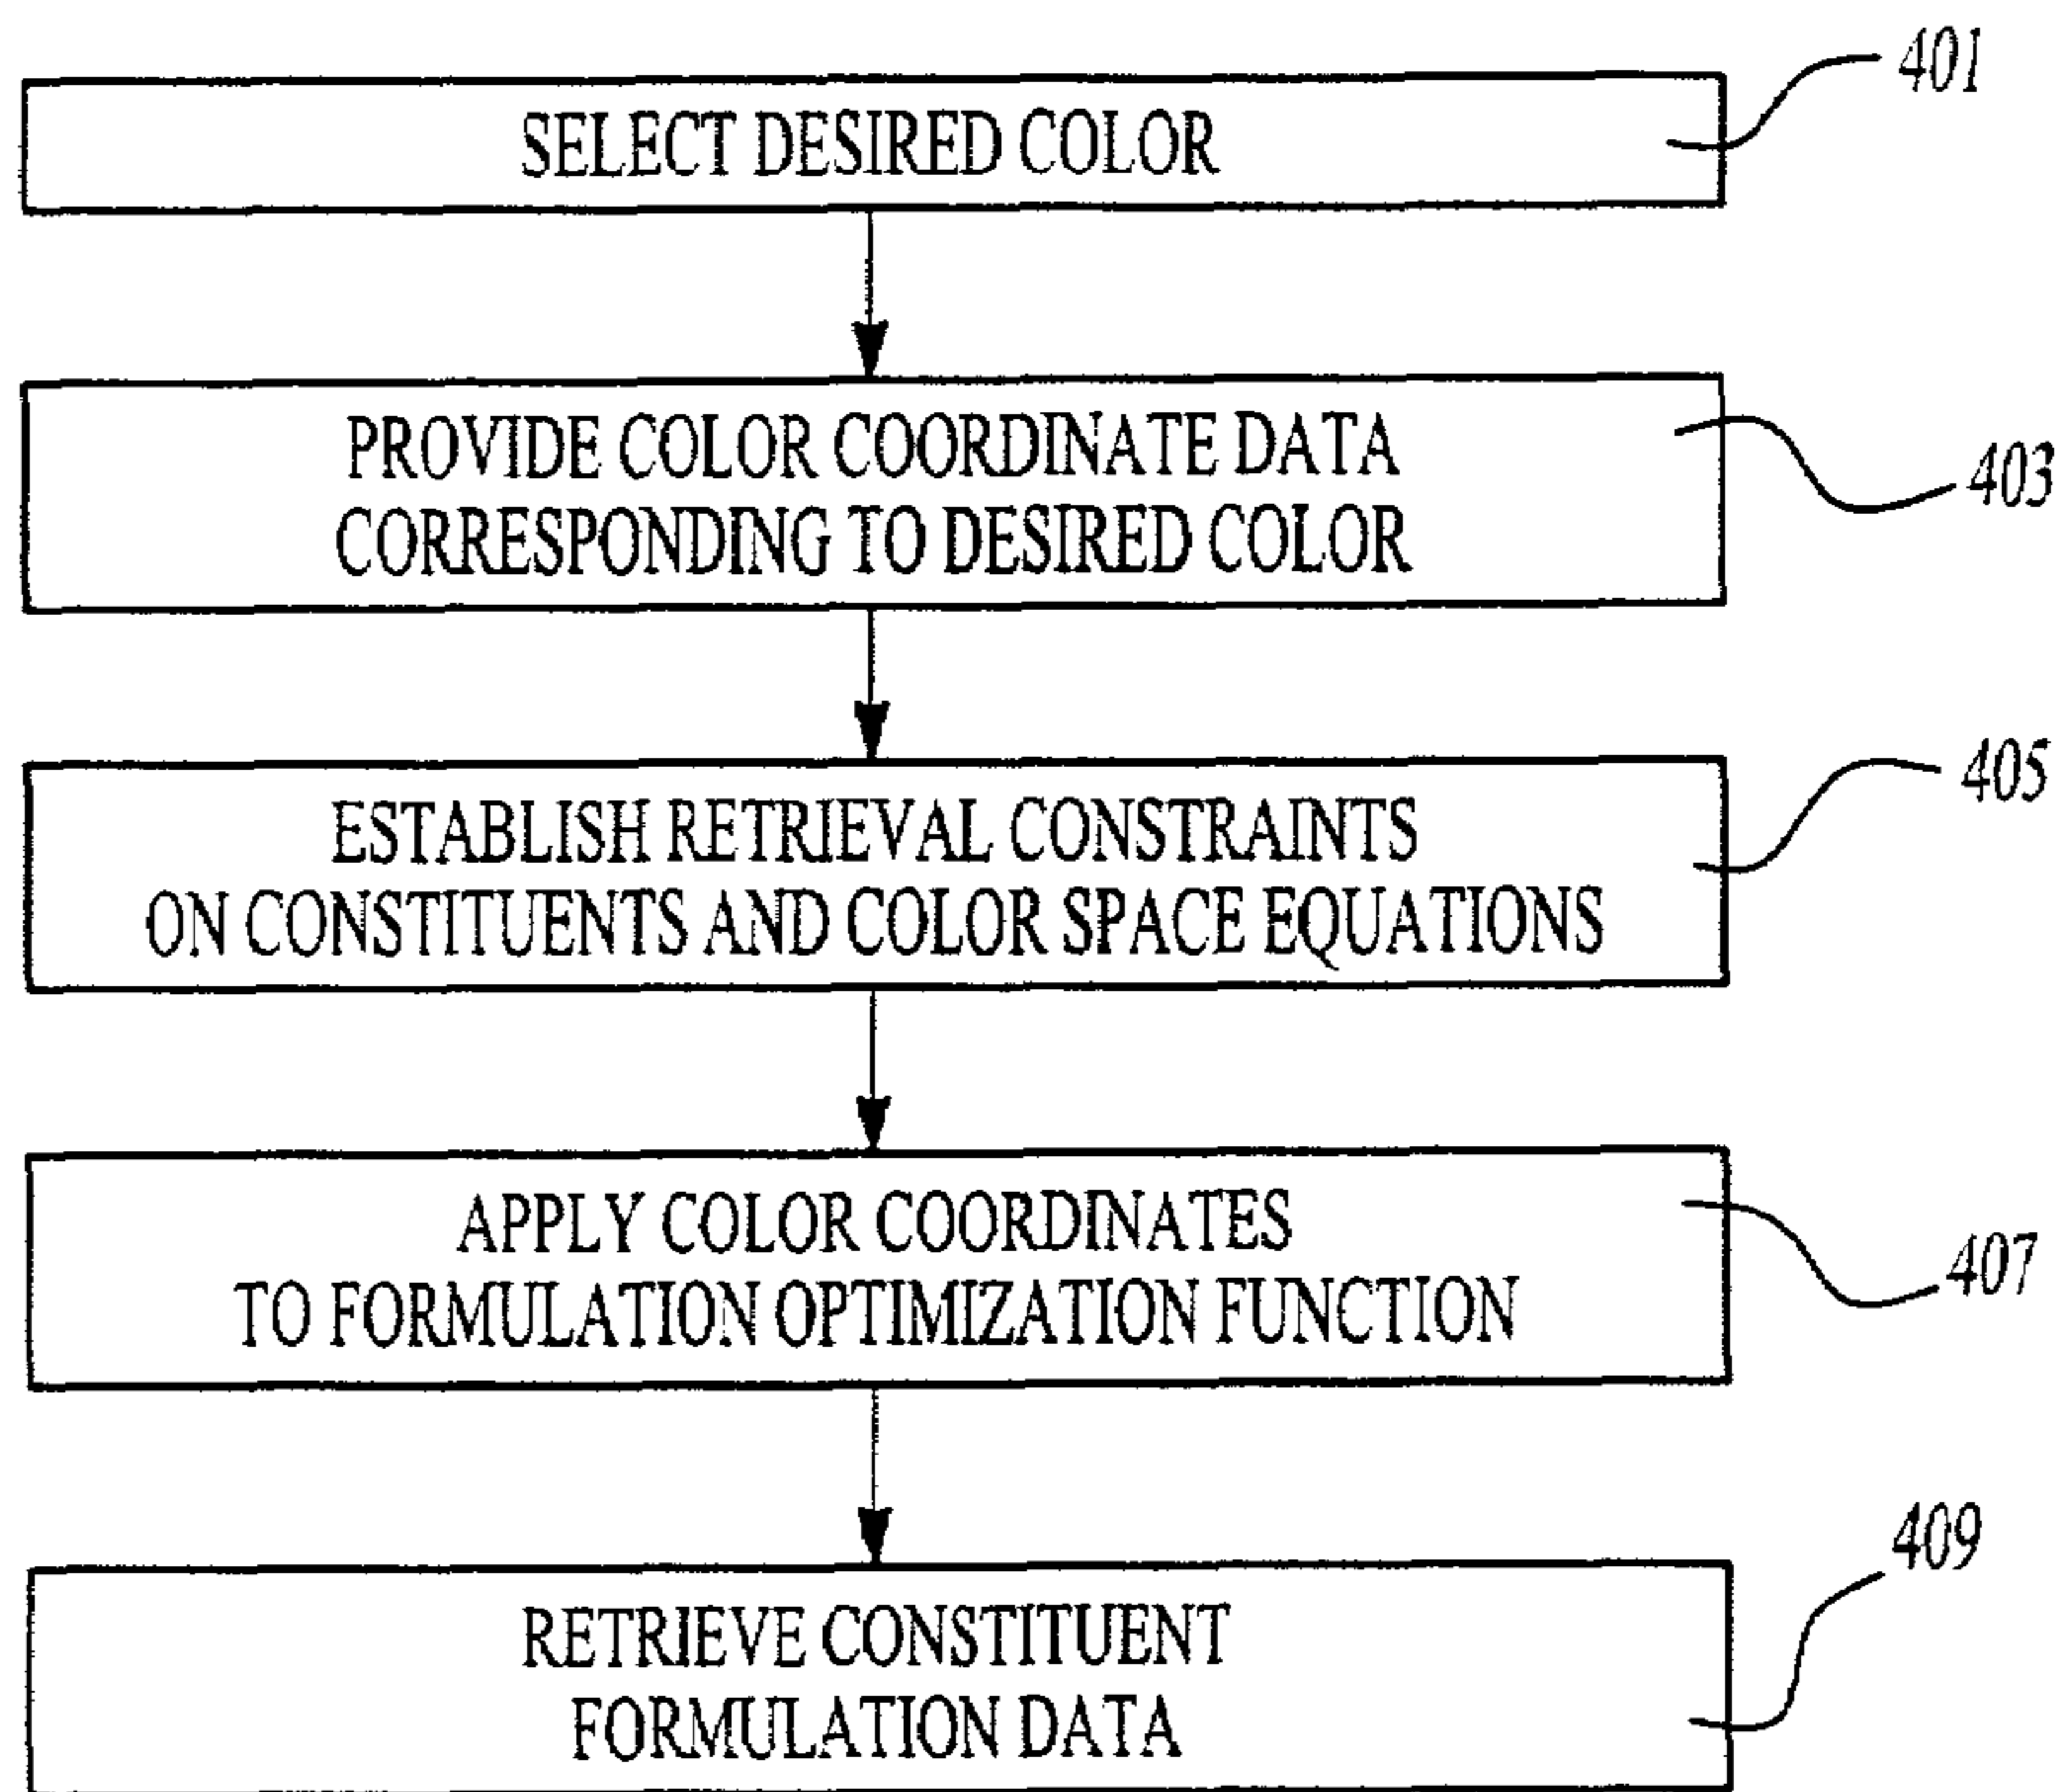 401
SELECT DESIRED COLOR
PROVIDE COLOR COORDINATE DATA
CORRESPONDING TO DESIRED COLOR
403
405
ESTABLISH RETRIEVAL CONSTRAINTS
ON CONSTITUENTS AND COLOR SPACE EQUATIONS
APPLY COLOR COORDINATES
TO FORMULATION OPTIMIZATION FUNCTION
407
409
RETRIEVE CONSTITUENT
FORMULATION DATA